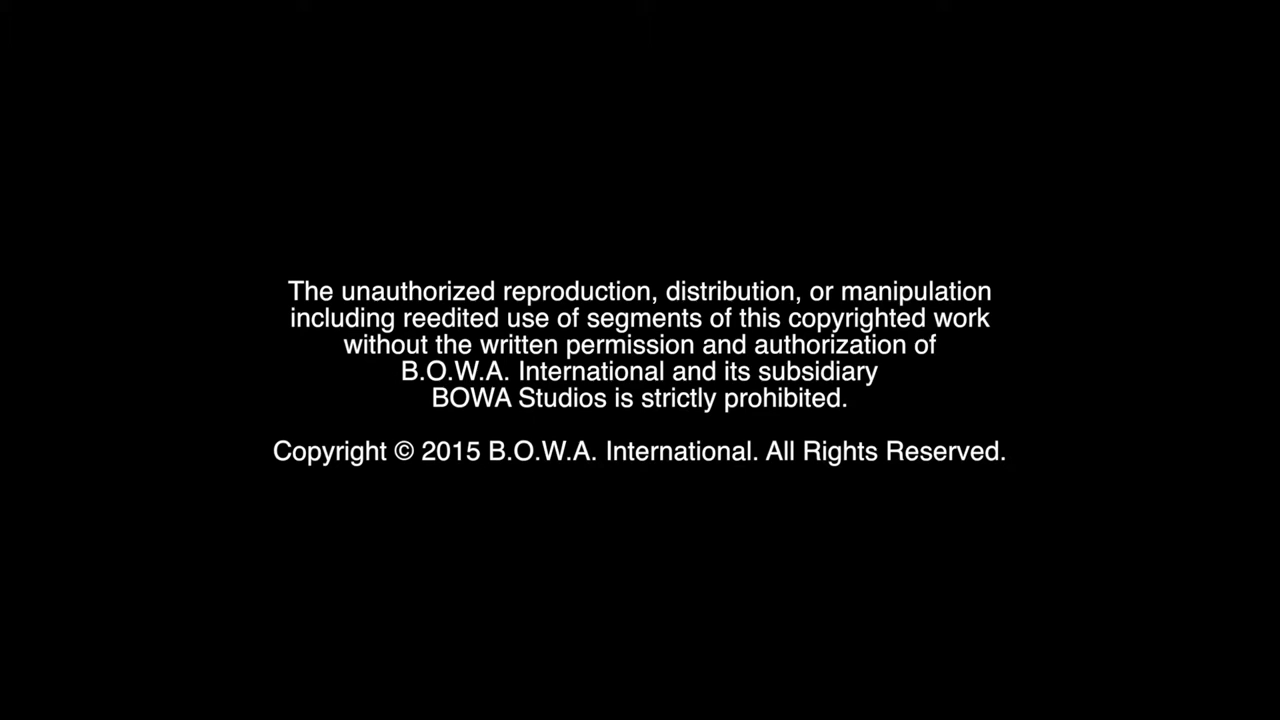 The unauthorized reproduction, distribution, or manipulation
including reedited use of segments of this copyrighted work
without the written permission and authorization of
B.O.W.A. International and its subsidiary
BOWA Studios is strictly prohibited.
Copyright © 2015 B.O.W.A. International. All Rights Reserved.